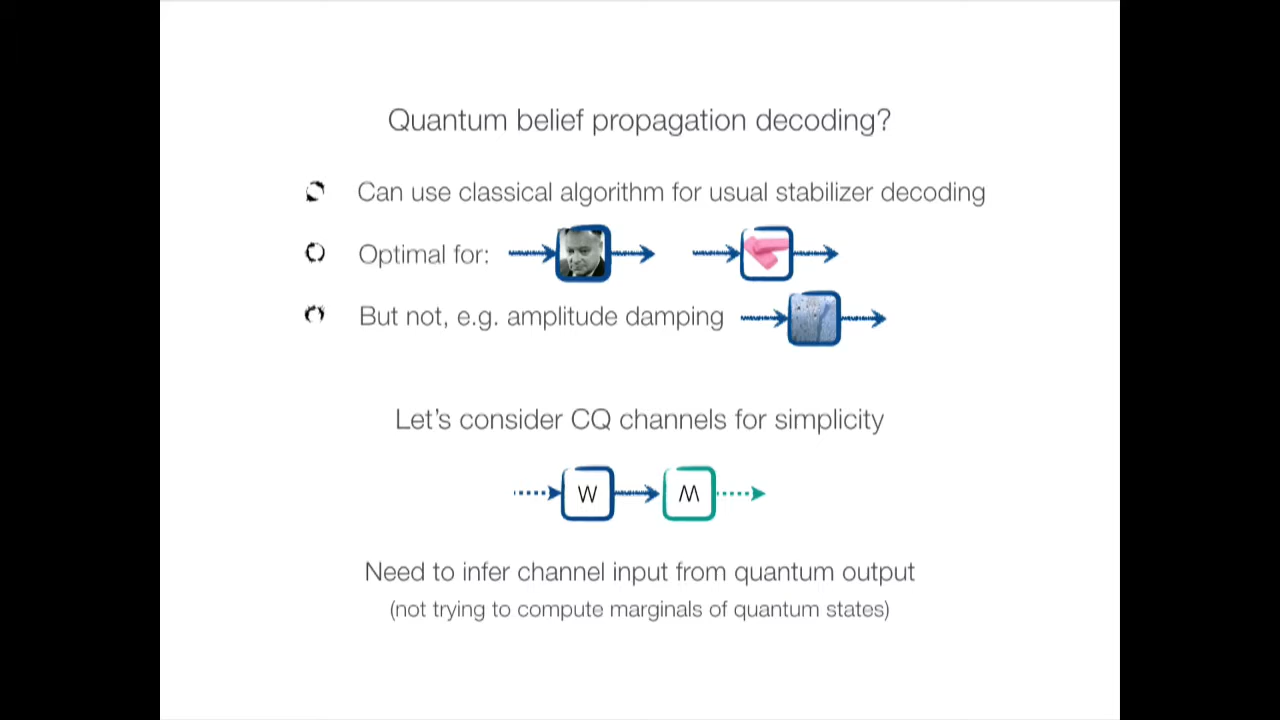 Quantum belief propagation decoding?
Can use classical algorithm for usual stabilizer decoding
Optimal for:
But not, e.g. amplitude damping
Let's consider CQ channels for simplicity
W M
Need to infer channel input from quantum output
(not trying to compute marginals of quantum states)